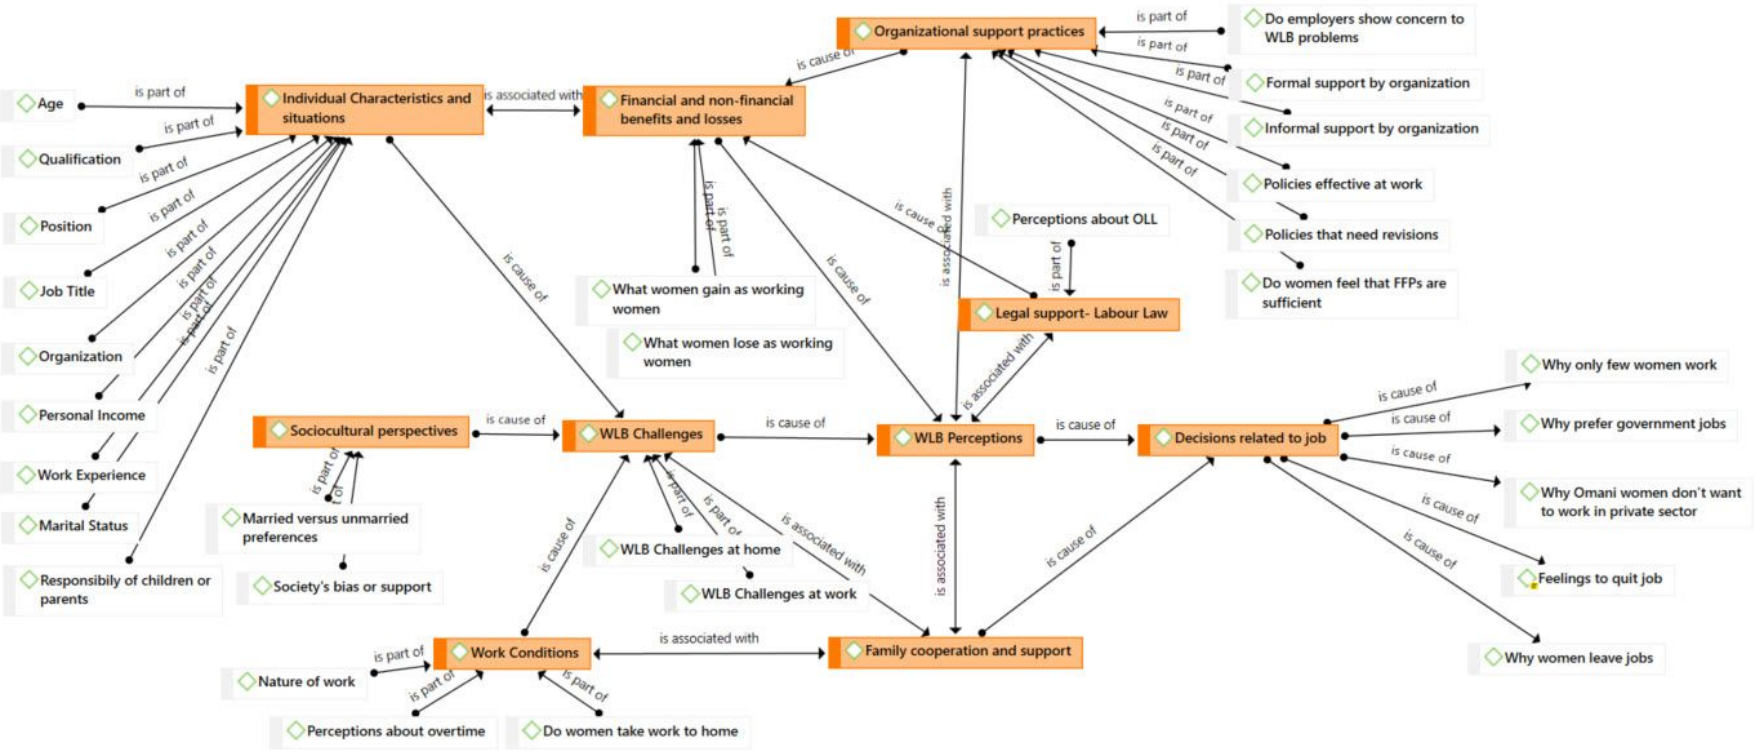 Organizational support practices
is part of
Do employers show concern to
WLB problems
is part of
is cause of
is part of
Formal support by organization
Age
is part of
Individual Characteristics and
situations
is associated with
Financial and non-financial
benefits and losses
is part of
Informal support by organization
is part of
Qualification
is part of
is part of
is part of
Policies effective at work
Position
is part of
is part of
is part of
is cause of
is associated with
Perceptions about OLL
Policies that need revisions
is part of
is part of
is cause of
is cause of
is part of
Job Title
is part of
What women gain as working
women
Legal support- Labour Law
Do women feel that FFPs are
sufficient
is part of
is part of
Organization
is part of
What women lose as working
women
is associated with
Why only few women work
is cause of
Personal Income
Sociocultural perspectives
is cause of
WLB Challenges
is cause of
WLB Perceptions
is cause of
Decisions related to job
is cause of
Why prefer government jobs
is cause of
Work Experience
is part of
t of
is part of
is part of
Why Omani women don't want
to work in private sector
Marital Status
Married versus unmarried
preferences
is cause of
WLB Challenges at home
is associated with
is associated with
is cause of
is cause of
is cause of
Responsibily of children or
parents
Society's bias or support
WLB Challenges at work
Feelings to quit job
is associated with
Work Conditions
Family cooperation and support
Why women leave jobs
is part of
Nature of work
is part of
is part of
Perceptions about overtime
Do women take work to home